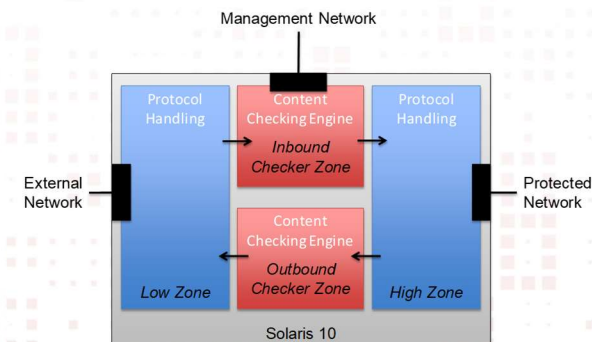 Management Network
Protocol
Handling
Content
Checking Engine
Inbound
Checker Zone
Protocol
Handling
External
Network
Protected
Network
Content
Checking Engine
Outbound
Checker Zone
Low Zone
High Zone
Solaris 10